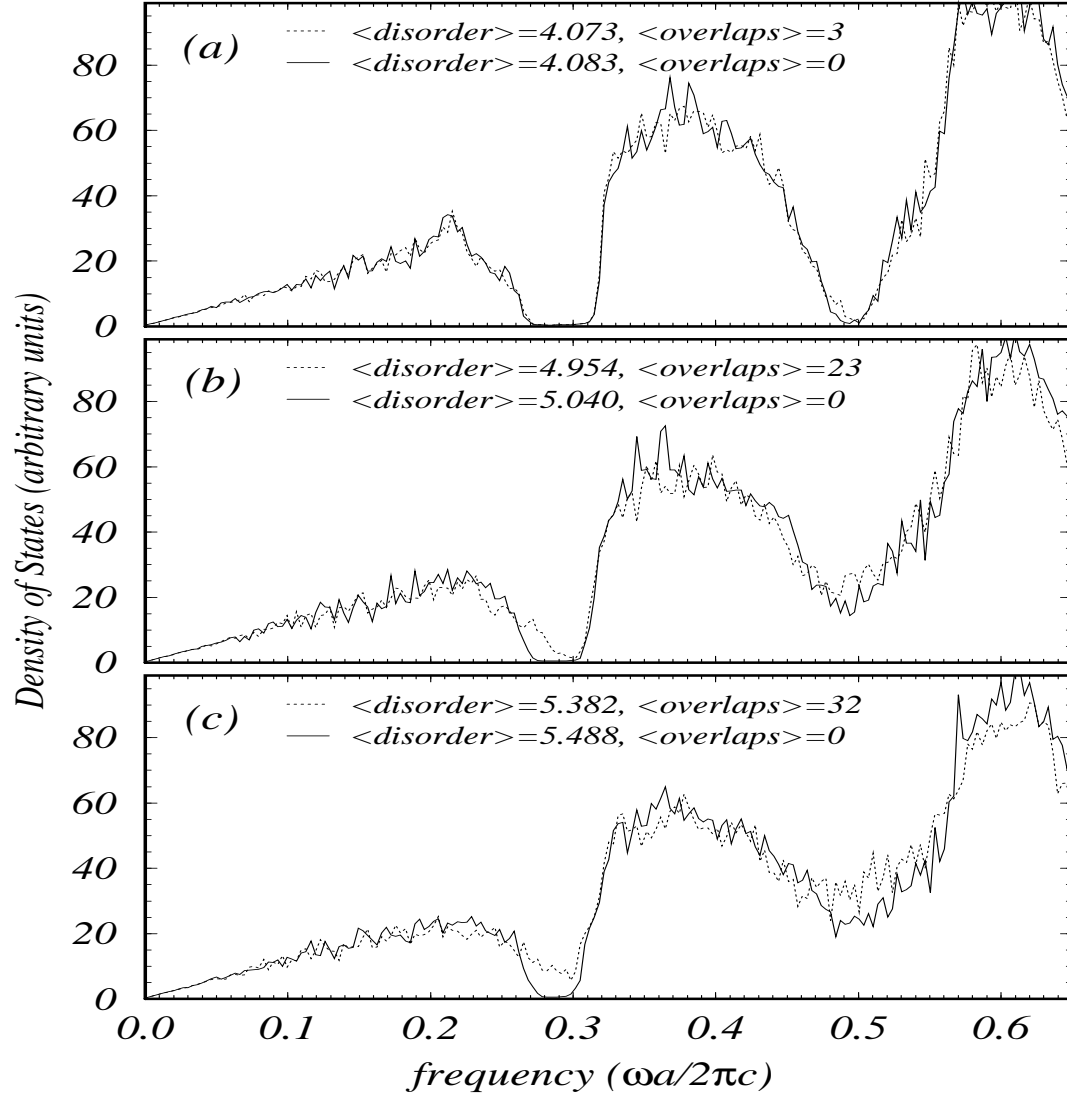 (a)
<disorder>=4.073, <overlaps>=3
<disorder>=4.083, <overlaps>=0
80
60
40
20
0
(b)
<disorder>=4.954, <overlaps>=23
<disorder>=5.040, <overlaps>=0
80
60
40
20
0
(c)
<disorder>=5.382, <overlaps>=32
<disorder>=5.488, <overlaps>=0
80
60
40
20
0
0.0 0.1 0.2 0.3 0.4 0.5 0.6
frequency (ωa/2πc)
Density of States (arbitrary units)